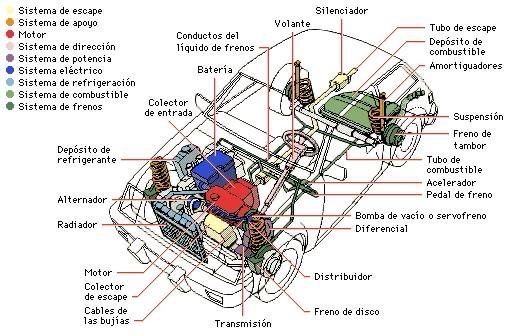 Sistema de escape
Sistema de apoyo
Motor
Sistema de dirección
Sistema de potencia
Sistema eléctrico
Sistema de refrigeración
Sistema de combustible
Sistema de frenos
Silenciador
Volante
Conductos del
líquido de frenos
Batería
Colector
de entrada
Depósito de
refrigerante
Alternador
Radiador
Motor
Colector
de escape
Cables de
las bujías
Transmisión
Tubo de escape
Depósito de
combustible
Amortiguadores
Suspensión
Freno de
tambor
Tubo de
combustible
Acelerador
Pedal de freno
Bomba de vacío o servofreno
Diferencial
Distribuidor
Freno de disco